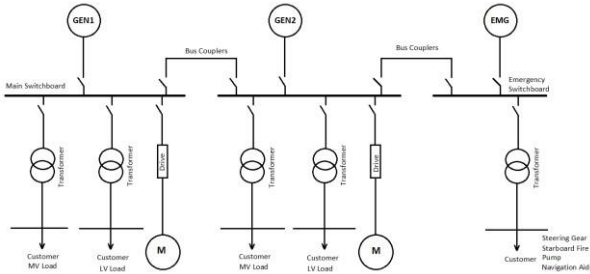 GEN1
GEN2
EMG
Bus Couplers
Bus Couplers
Main Switchboard
Emergency
Switchboard
Transformer
Transformer
Drive
Transformer
Transformer
Drive
Transformer
Customer
MV Load
Customer
LV Load
M
Customer
MV Load
Customer
LV Load
M
Customer
Steering Gear
Starboard Fire
Pump
Navigation Aid